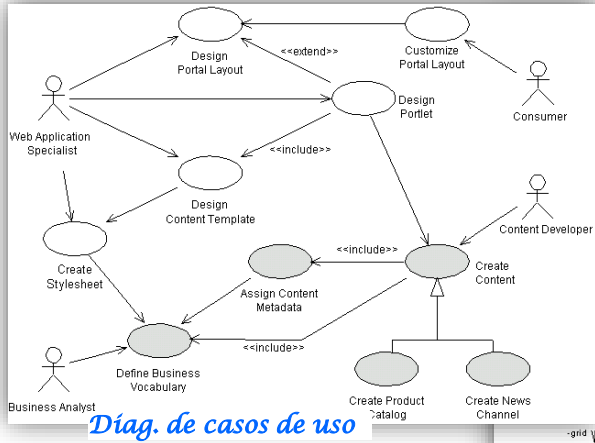 Design
Portal Layout
<<extend>>
Customize
Portal Layout
Consumer
Web Application
Specialist
Design
Portlet
<<include>>
Design
Content Template
Content Developer
Create
Stylesheet
<<include>>
Assign Content
Metadata
Create
Content
<<include>>
Define Business
Vocabulary
Business Analyst
Create Product
Catalog
Create News
Channel
Diag. de casos de uso
-grid